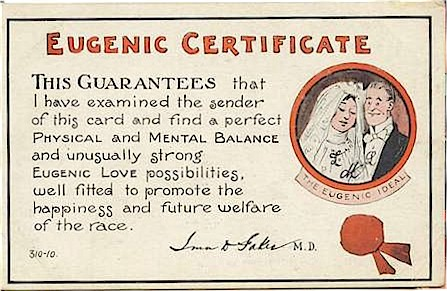 EUGENIC CERTIFICATE
THIS GUARANTEES that
I have examined the sender
of this card and find a perfect
PHYSICAL and MENTAL BALANCE
and unusually strong
EUGENIC LOVE possibilities,
well fitted to promote the
happiness and future welfare
of the race.
M.D.
310-10.
THE EUGENIC IDEAL